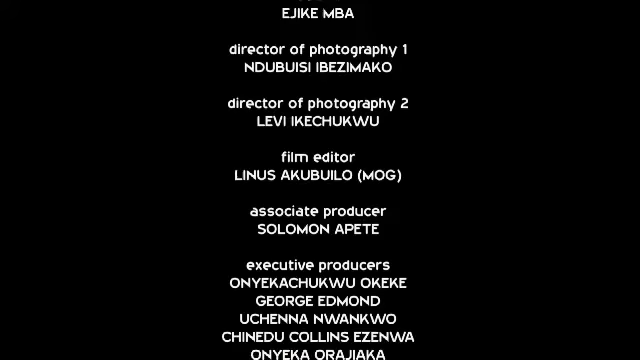 EJIKE MBA
director of photography 1
NDUBUISI IBEZIMAKO
director of photography 2
LEVI IKECHUKWU
film editor
LINUS AKUBUILO (MOG)
associate producer
SOLOMON APETE
executive producers
ONYEKACHUKWU OKEKE
GEORGE EDMOND
UCHENNA NWANKWO
CHINEDU COLLINS EZENWA
ONYEKA ORAJIAKA